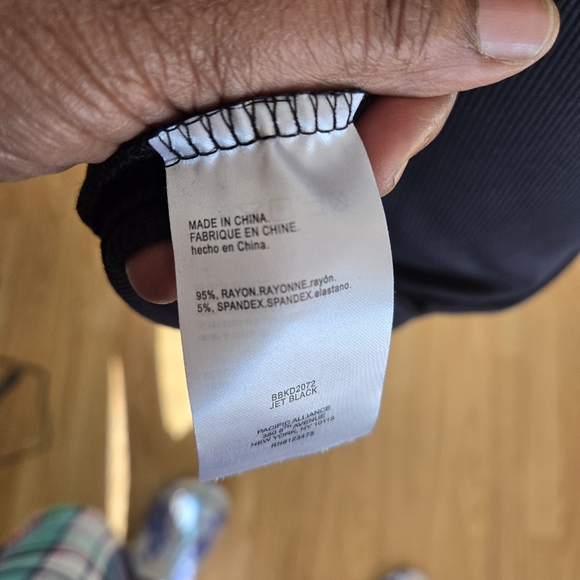 MADE IN CHINA.
FABRIQUE EN CHINE.
hecho en China.
95%, RAYON.RAYONNE.rayón.
5%, SPANDEX.SPANDEX.elastano.
BBKD2072
JET BLACK
PACIFIC ALLIANCE
AVENUE
NEW YORK, NY